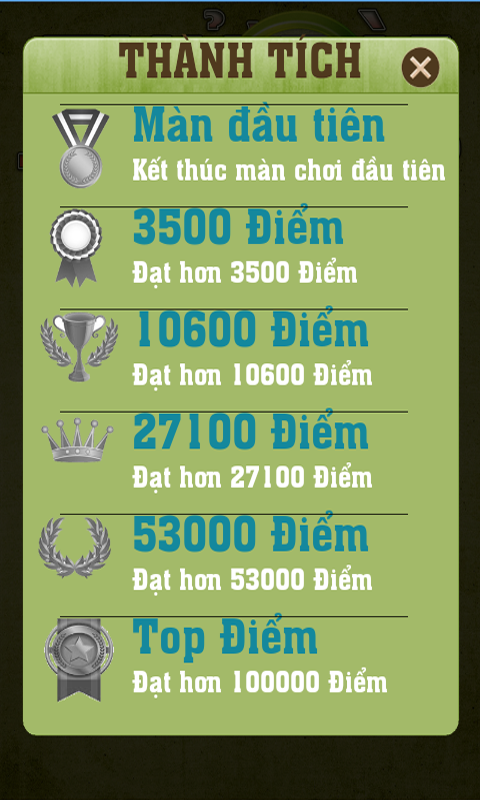 THÀNH TÍCH
Màn đầu tiên
Kết thúc màn chơi đầu tiên
3500 Điểm
Đạt hơn 3500 Điểm
10600 Điểm
Đạt hơn 10600 Điểm
27100 Điểm
Đạt hơn 27100 Điểm
53000 Điểm
Đạt hơn 53000 Điểm
Top Điểm
Đạt hơn 100000 Điểm